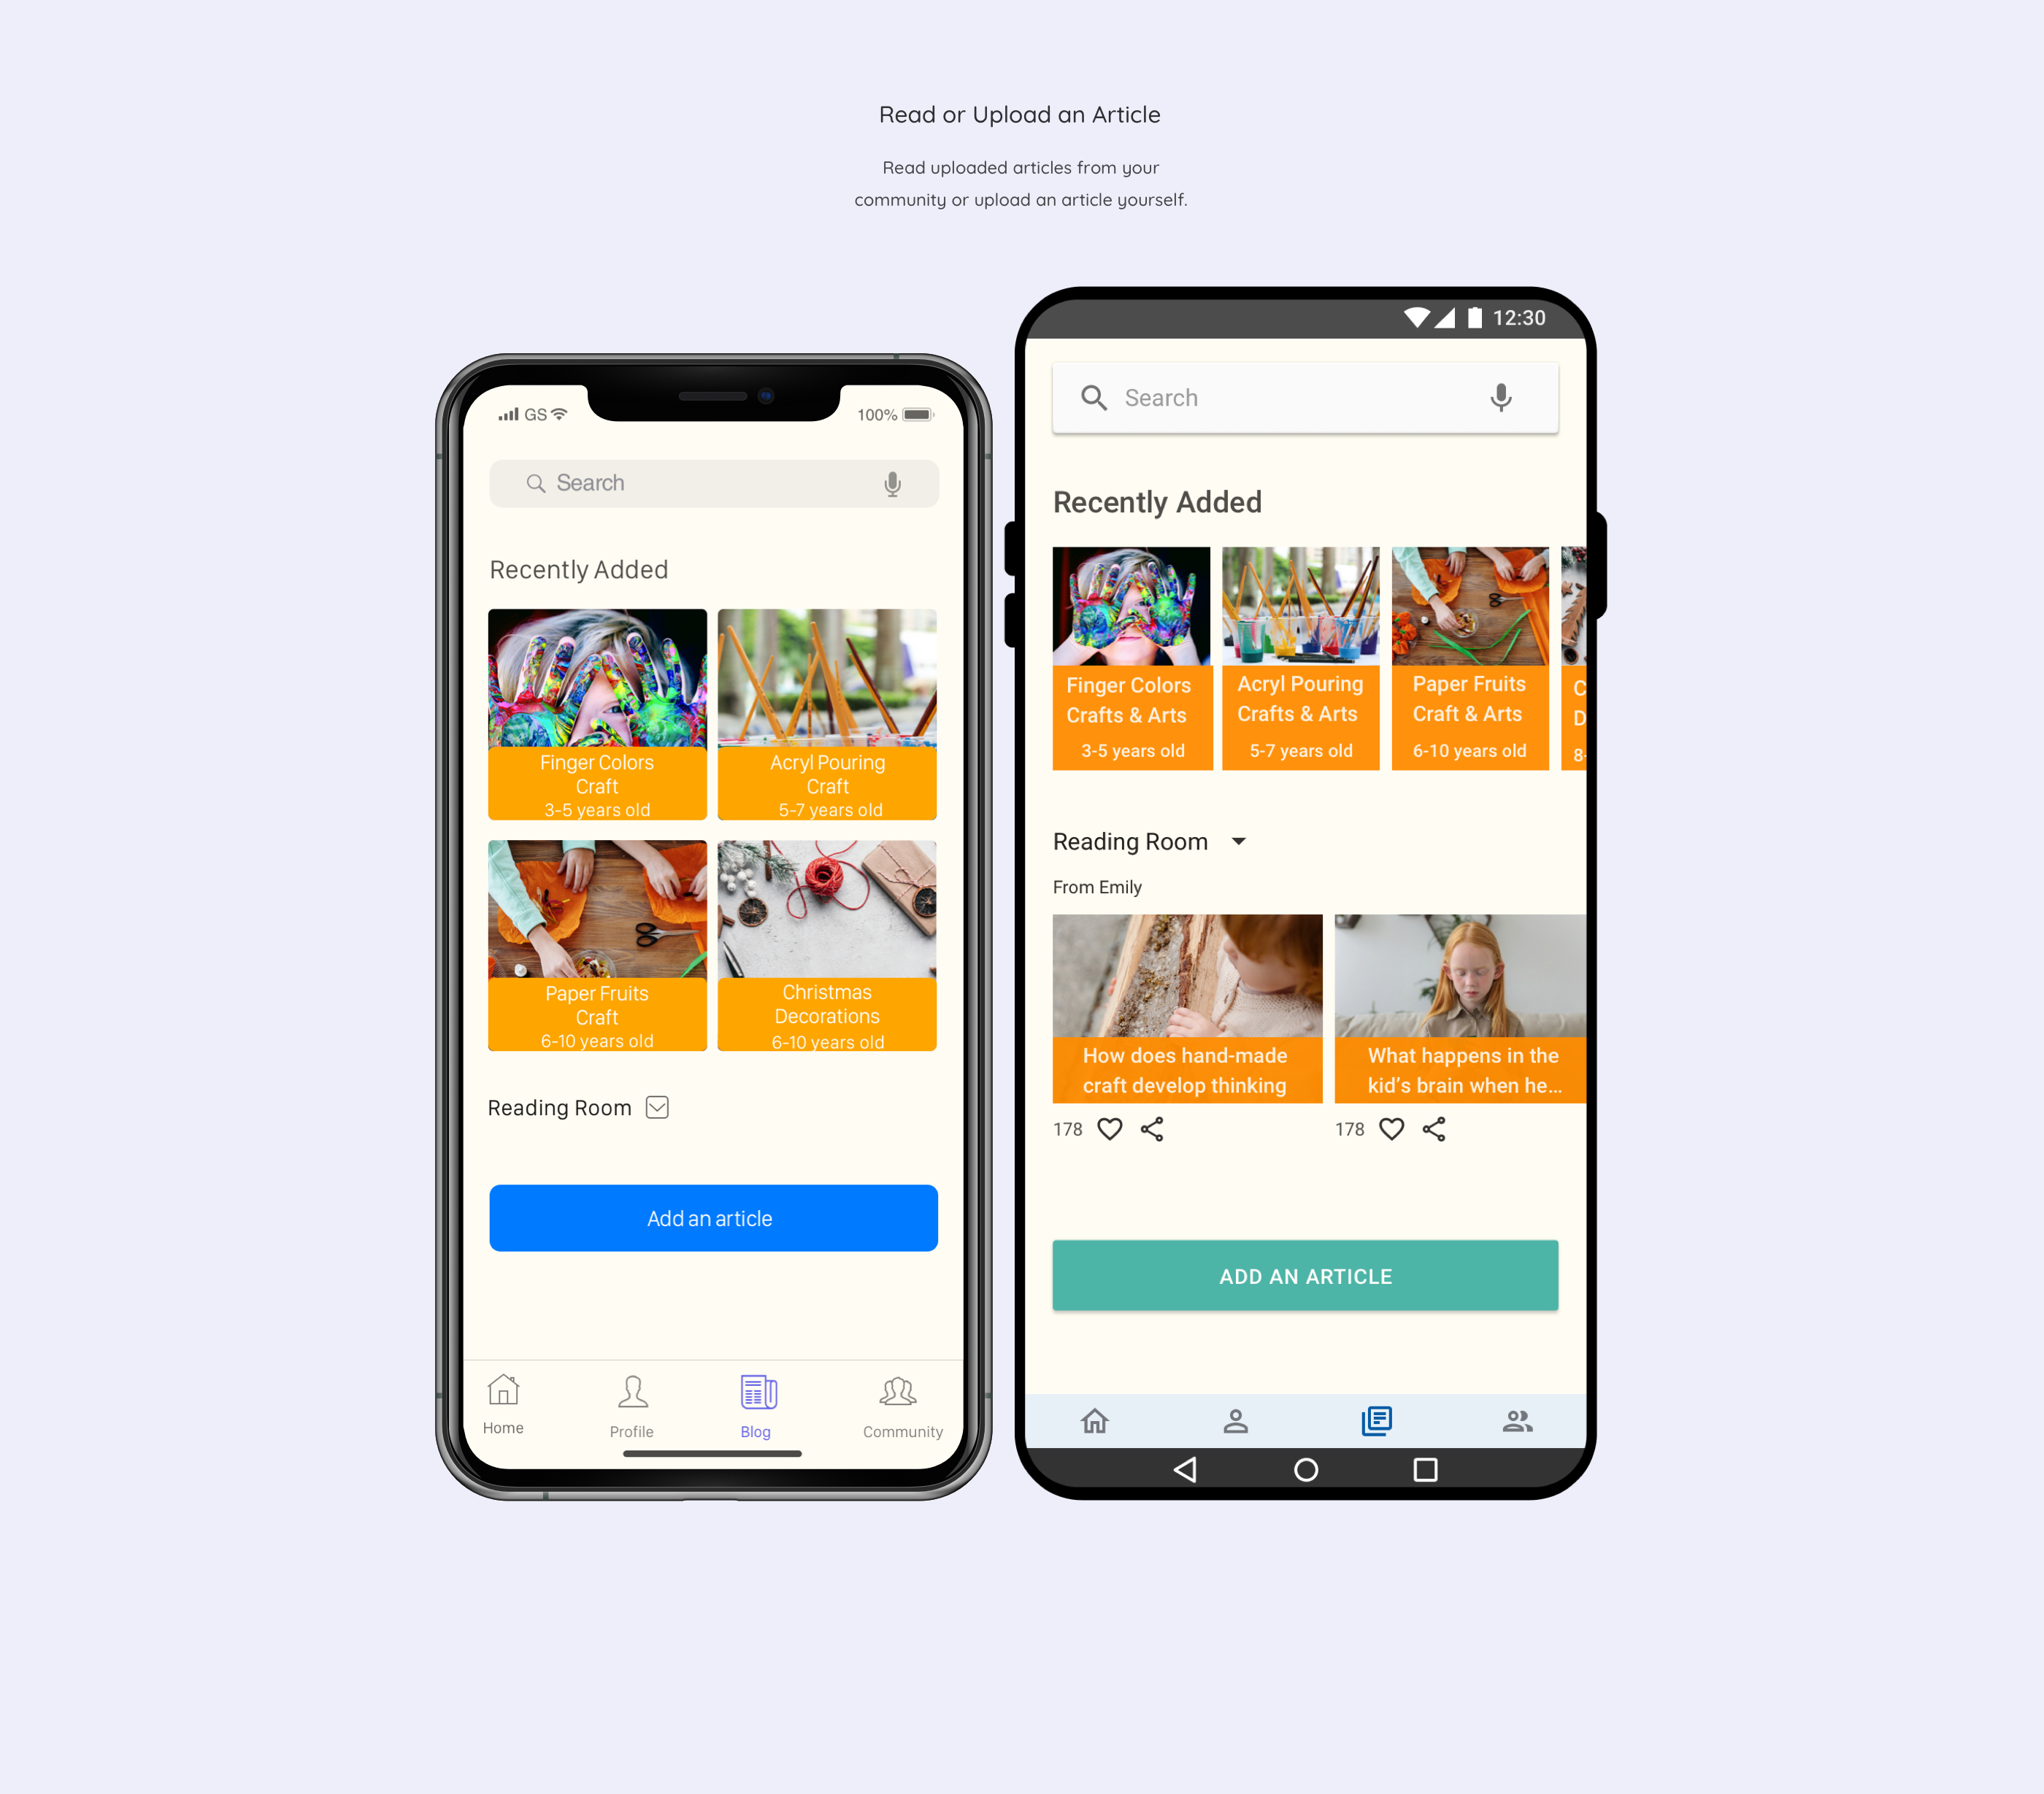 Read or Upload an Article
Read uploaded articles from your
community or upload an article yourself.
GS
100%
Search
Recently Added
Finger Colors
Craft
3-5 years old
Acryl Pouring
Craft
5-7 years old
Paper Fruits
Craft
6-10 years old
Christmas
Decorations
6-10 years old
Reading Room
Add an article
Home
Profile
Blog
Community
12:30
Search
Recently Added
Finger Colors
Crafts & Arts
3-5 years old
Acryl Pouring
Crafts & Arts
5-7 years old
Paper Fruits
Craft & Arts
6-10 years old
C
D
8-
Reading Room
From Emily
How does hand-made
craft develop thinking
What happens in the
kid's brain when he...
178
178
ADD AN ARTICLE